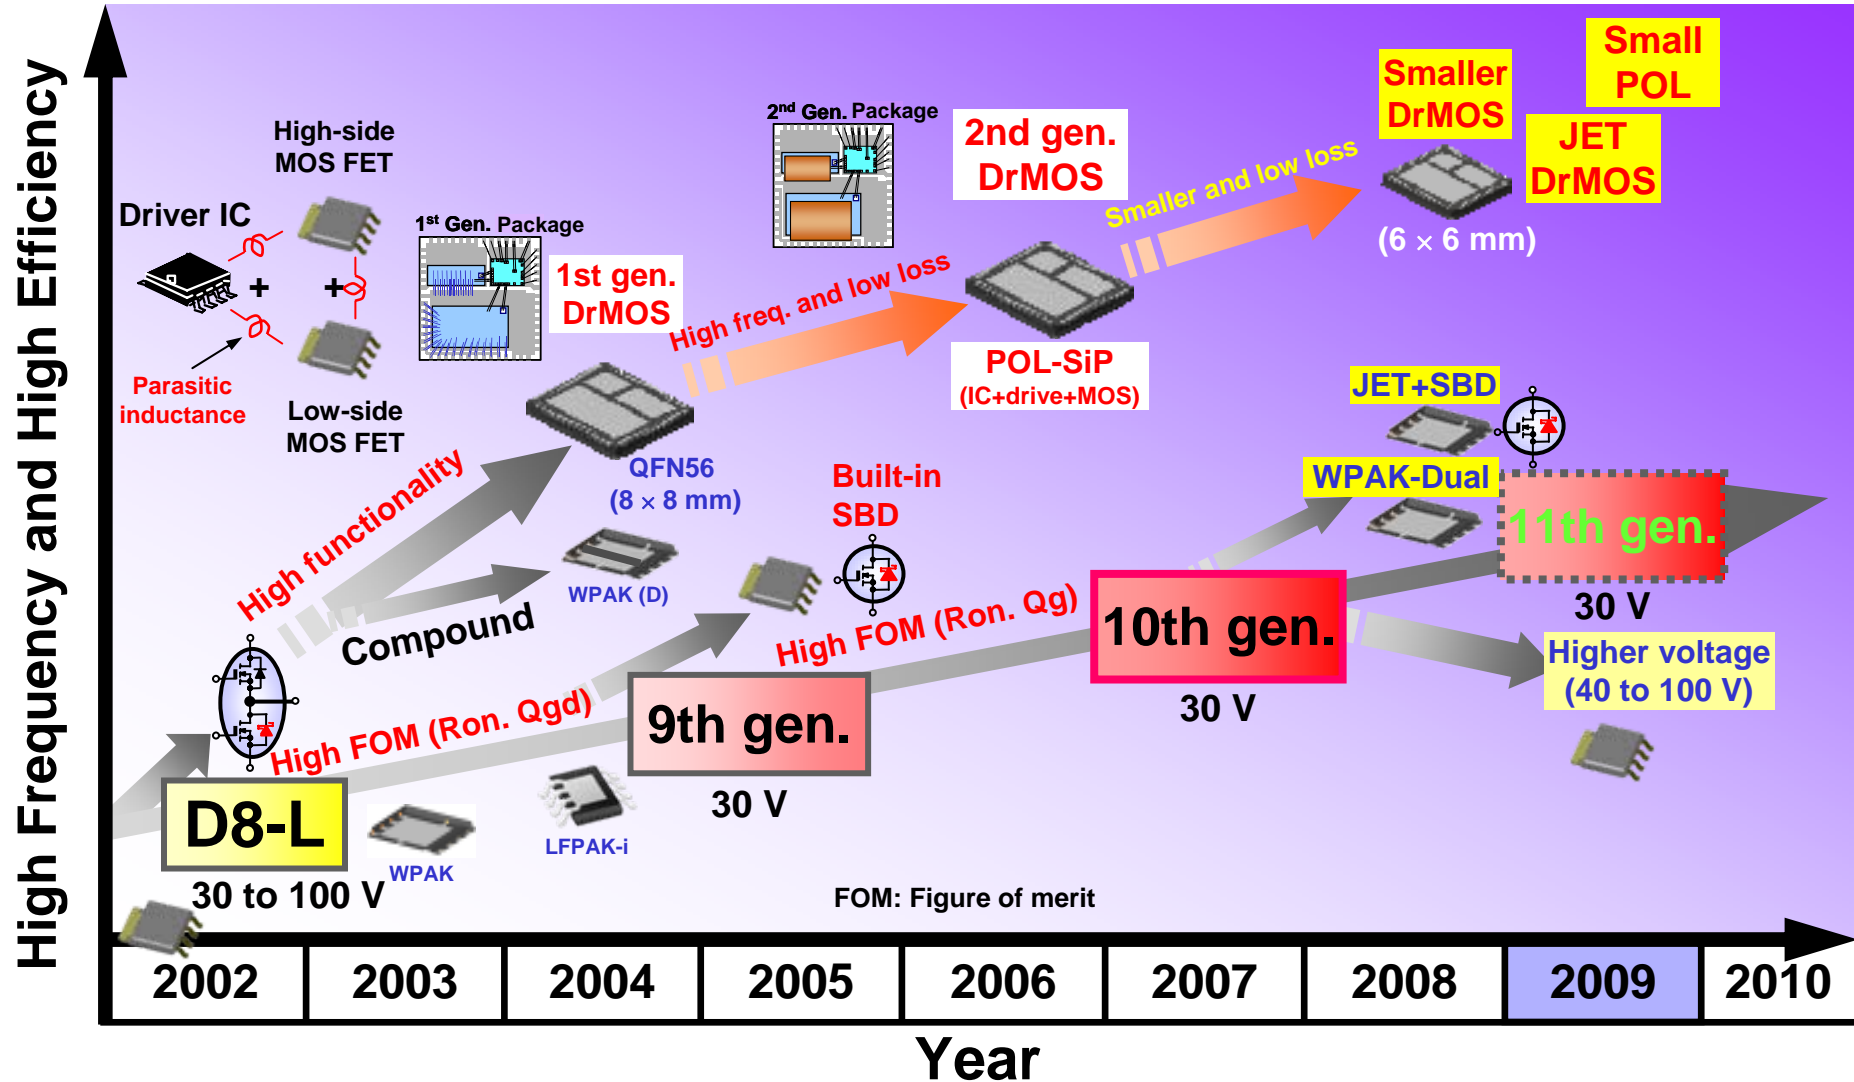 High Frequency and High Efficiency
Small
POL
Smaller
DrMOS
JET
DrMOS
(6 × 6 mm)
2nd Gen. Package
2nd gen.
DrMOS
Smaller and low loss
High-side
MOS FET
Driver IC
+
+
Parasitic
inductance
Low-side
MOS FET
1st Gen. Package
1st gen.
DrMOS
High freq. and low loss
POL-SiP
(IC+drive+MOS)
QFN56
(8 × 8 mm)
High functionality
Compound
WPAK (D)
Built-in
SBD
JET+SBD
WPAK-Dual
11th gen.
30 V
High FOM (Ron. Qg)
10th gen.
30 V
Higher voltage
(40 to 100 V)
High FOM (Ron. Qgd)
9th gen.
30 V
D8-L
30 to 100 V
WPAK
LFPAK-i
FOM: Figure of merit
2002 2003 2004 2005 2006 2007 2008 2009 2010
Year